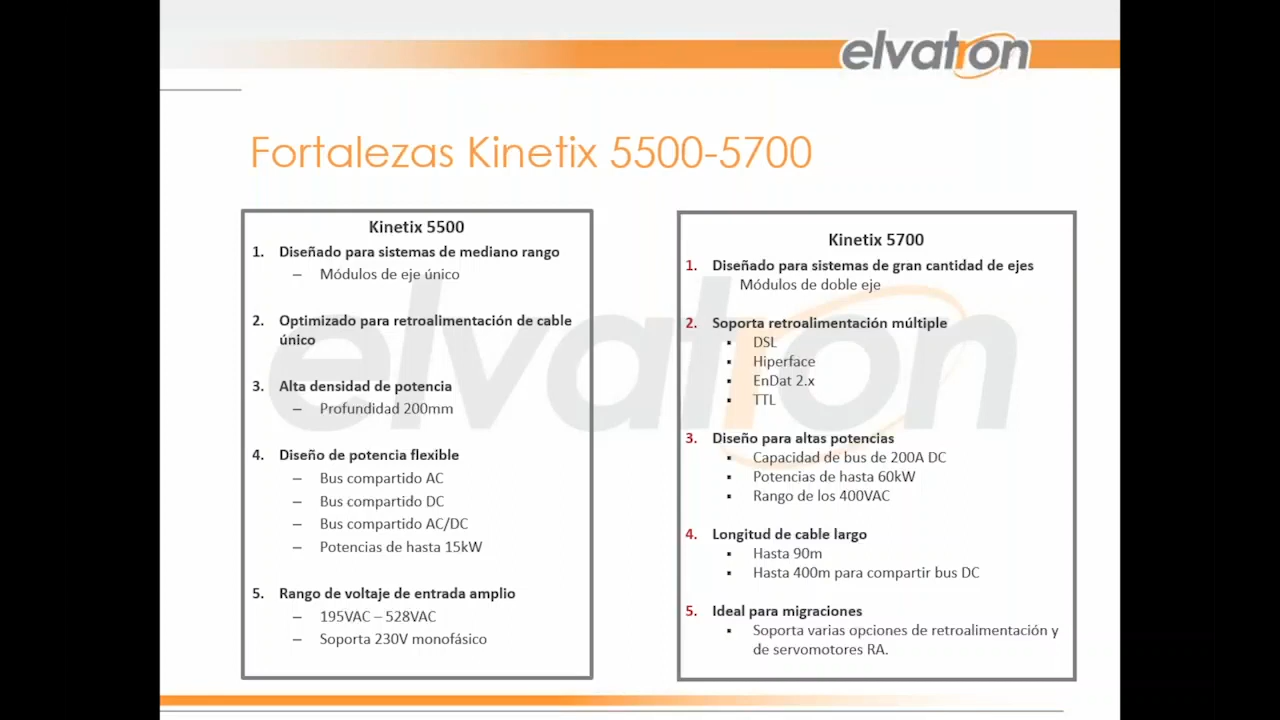 elvatron
Fortalezas Kinetix 5500-5700
Kinetix 5500
1. Diseñado para sistemas de mediano rango
– Módulos de eje único
2. Optimizado para retroalimentación de cable
único
3. Alta densidad de potencia
– Profundidad 200mm
4. Diseño de potencia flexible
– Bus compartido AC
– Bus compartido DC
– Bus compartido AC/DC
– Potencias de hasta 15kW
5. Rango de voltaje de entrada amplio
– 195VAC – 528VAC
– Soporta 230V monofásico
Kinetix 5700
1. Diseñado para sistemas de gran cantidad de ejes
Módulos de doble eje
2. Soporta retroalimentación múltiple
▪ DSL
▪ Hiperface
▪ EnDat 2.x
▪ TTL
3. Diseño para altas potencias
▪ Capacidad de bus de 200A DC
▪ Potencias de hasta 60kW
▪ Rango de los 400VAC
4. Longitud de cable largo
▪ Hasta 90m
▪ Hasta 400m para compartir bus DC
5. Ideal para migraciones
▪ Soporta varias opciones de retroalimentación y
de servomotores RA.
elvatron